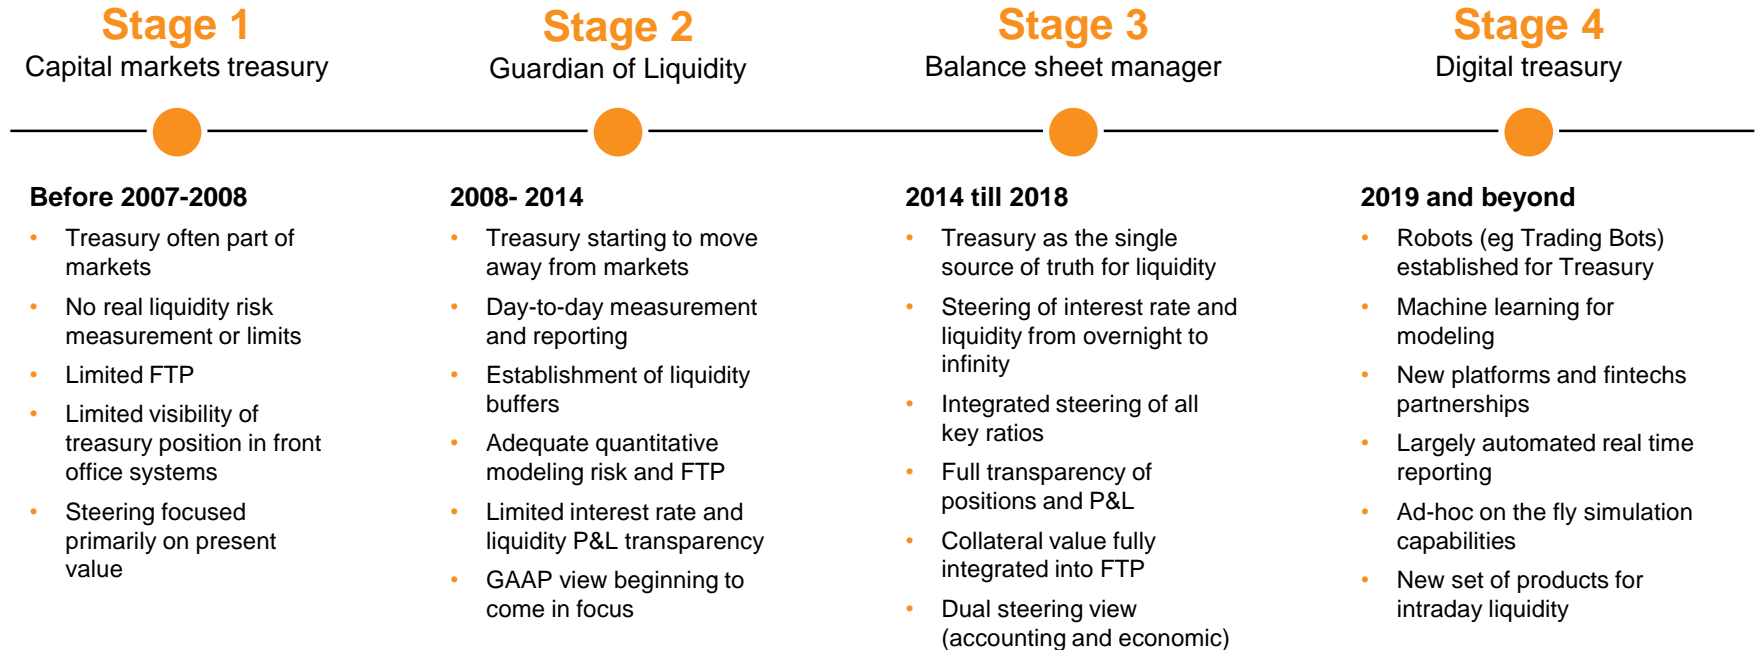 Stage 1
Capital markets treasury
Before 2007-2008
• Treasury often part of
markets
• No real liquidity risk
measurement or limits
• Limited FTP
• Limited visibility of
treasury position in front
office systems
• Steering focused
primarily on present
value
Stage 2
Guardian of Liquidity
2008- 2014
• Treasury starting to move
away from markets
• Day-to-day measurement
and reporting
• Establishment of liquidity
buffers
• Adequate quantitative
modeling risk and FTP
• Limited interest rate and
liquidity P&L transparency
• GAAP view beginning to
come in focus
Stage 3
Balance sheet manager
2014 till 2018
• Treasury as the single
source of truth for liquidity
• Steering of interest rate and
liquidity from overnight to
infinity
• Integrated steering of all
key ratios
• Full transparency of
positions and P&L
• Collateral value fully
integrated into FTP
• Dual steering view
(accounting and economic)
Stage 4
Digital treasury
2019 and beyond
• Robots (eg Trading Bots)
established for Treasury
• Machine learning for
modeling
• New platforms and fintechs
partnerships
• Largely automated real time
reporting
• Ad-hoc on the fly simulation
capabilities
• New set of products for
intraday liquidity